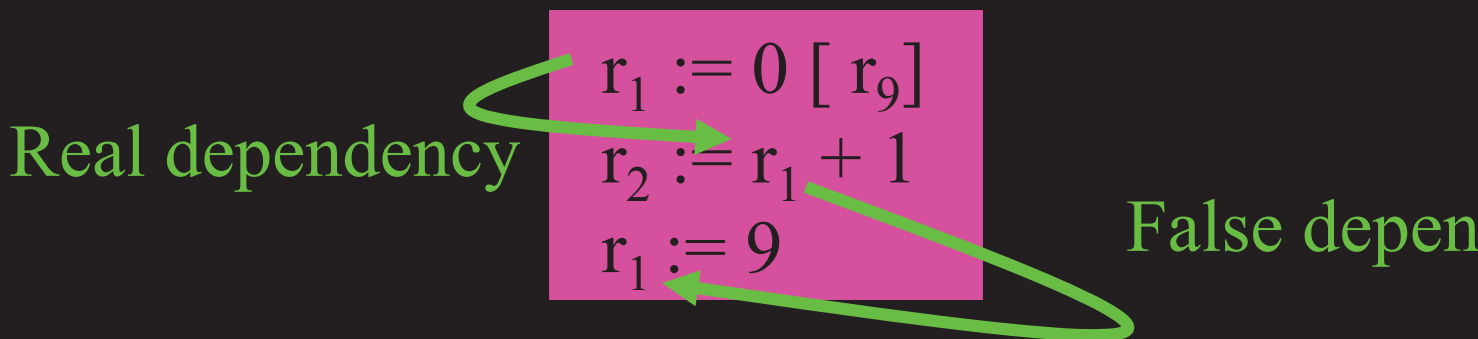 r₁ := 0 [ r₉]
Real dependency
r₂ := r₁ + 1
False depen
r₁ := 9